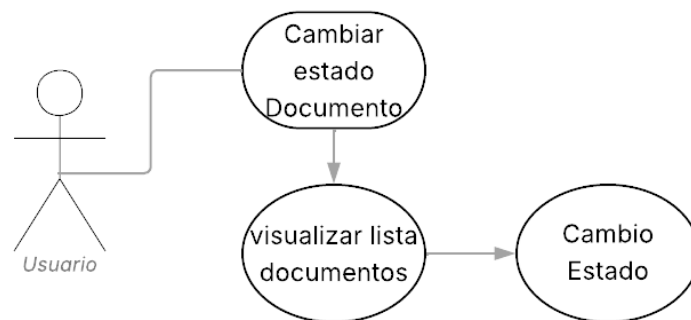 Cambiar
estado
Documento
Usuario
visualizar lista
documentos
Cambio
Estado